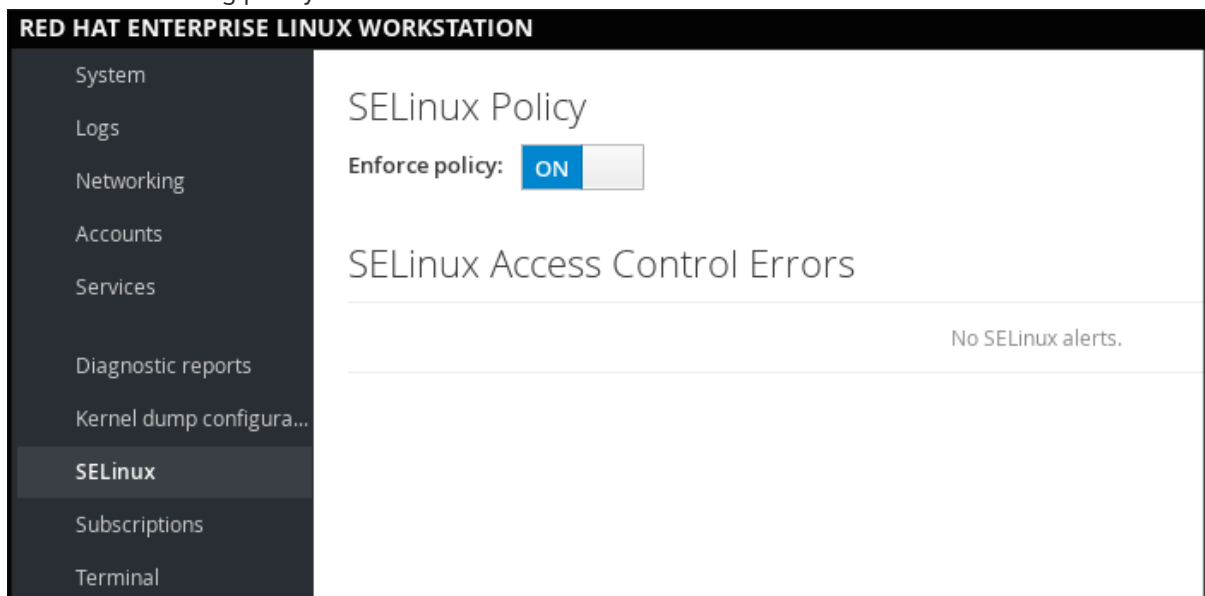 RED HAT ENTERPRISE LINUX WORKSTATION
System
Logs
Networking
Accounts
Services
Diagnostic reports
Kernel dump configura...
SELinux
Subscriptions
Terminal
SELinux Policy
Enforce policy: ON
SELinux Access Control Errors
No SELinux alerts.